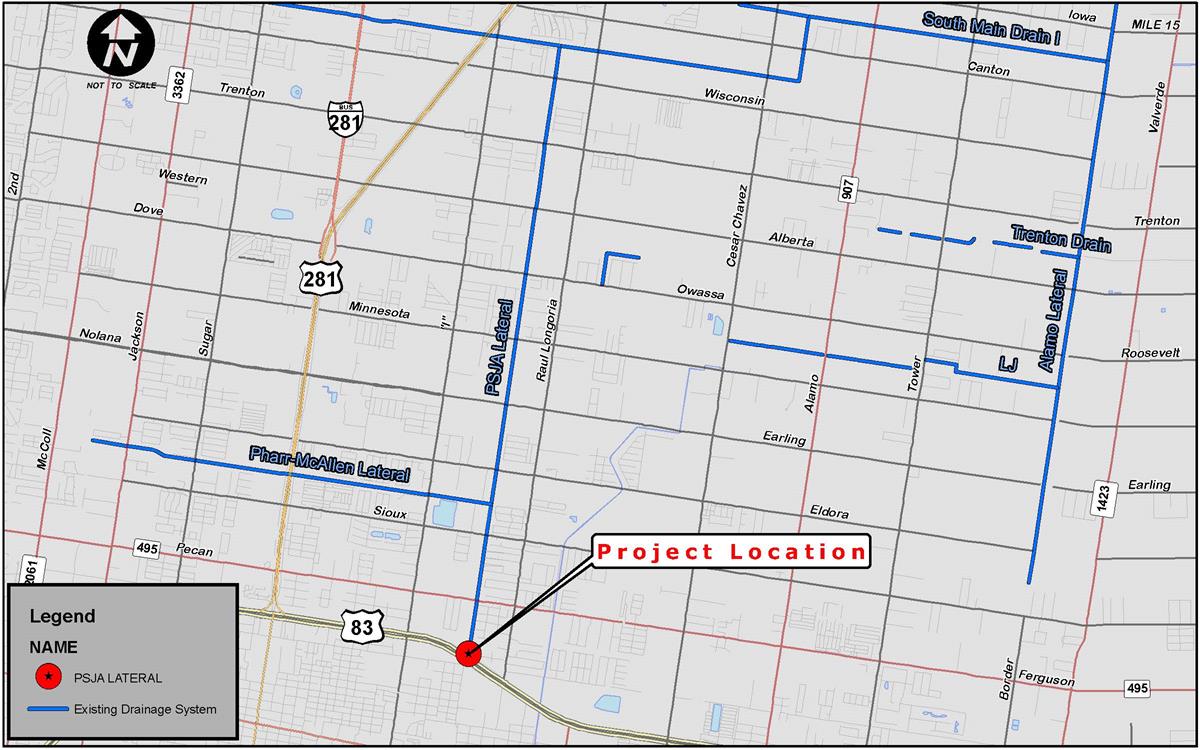 Iowa
MILE 15
South Main Drain I
N
NOT TO SCALE
3362
Trenton
BUS
281
Canton
Wisconsin
Valverde
2nd
Western
Dove
907
Cesar Chavez
Trenton
Trenton Drain
Alberta
281
Owassa
Alamo Lateral
Minnesota
"I"
PSJA Lateral
Raul Longoria
Nolana
Jackson
Sugar
Roosevelt
LJ
Tower
Alamo
McColl
Earling
Pharr-McAllen Lateral
Earling
1423
Sioux
Eldora
495
Pecan
Project Location
2061
83
Legend
NAME
PSJA LATERAL
Existing Drainage System
Border
Ferguson
495